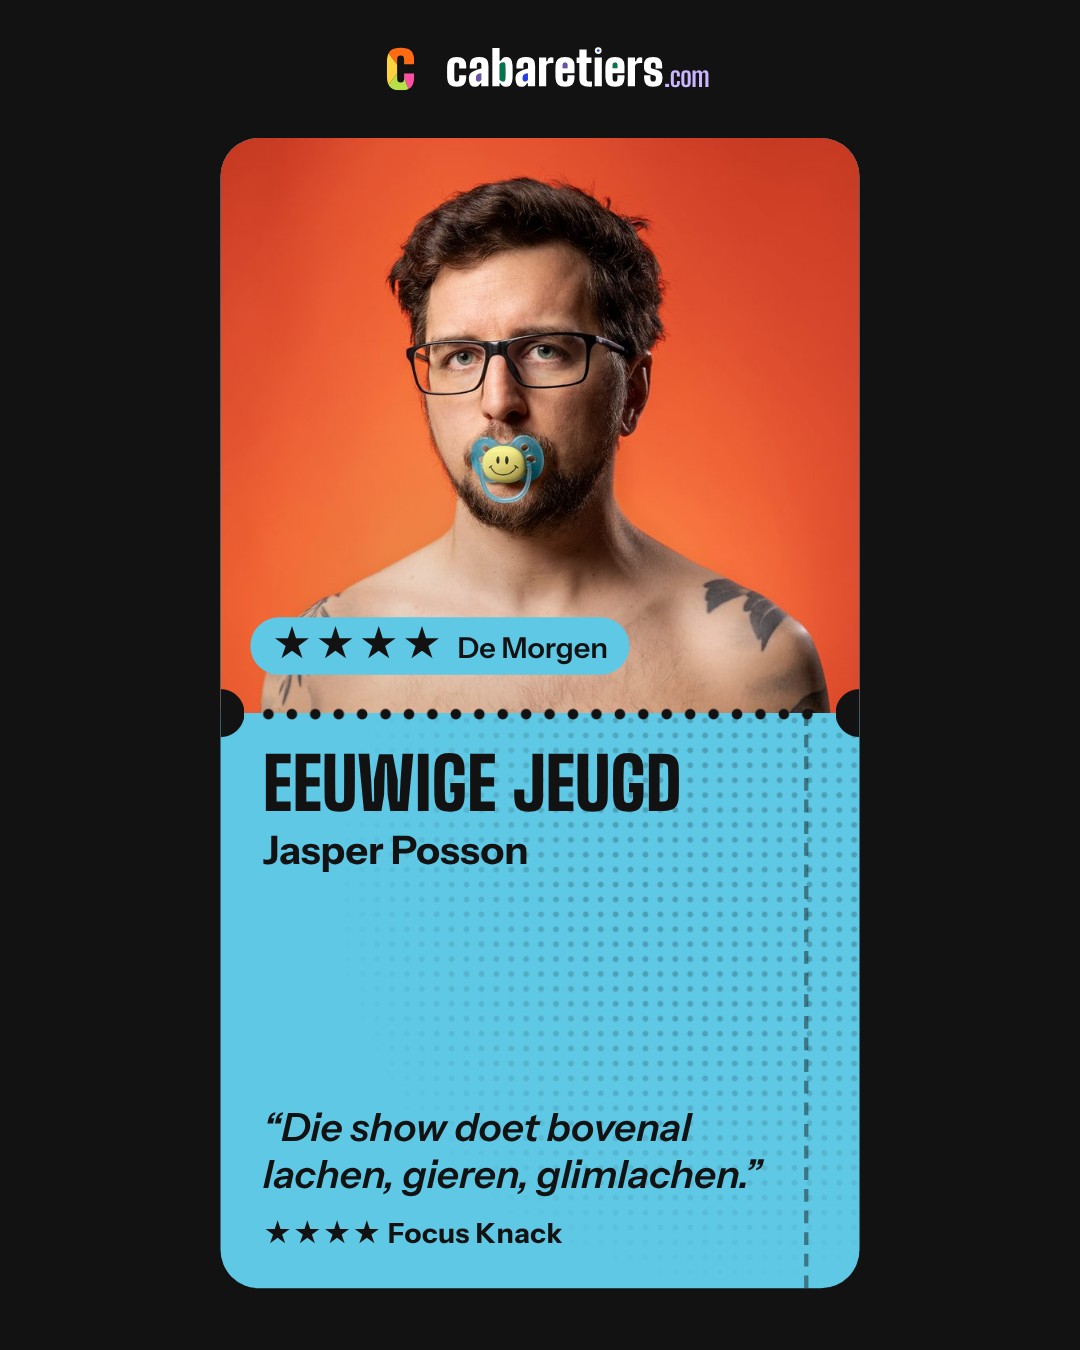 cabaretiers.com
★★★★ De Morgen
EEUWIGE JEUGD
Jasper Posson
“Die show doet bovenal
lachen, gieren, glimlachen.”
★★★★ Focus Knack